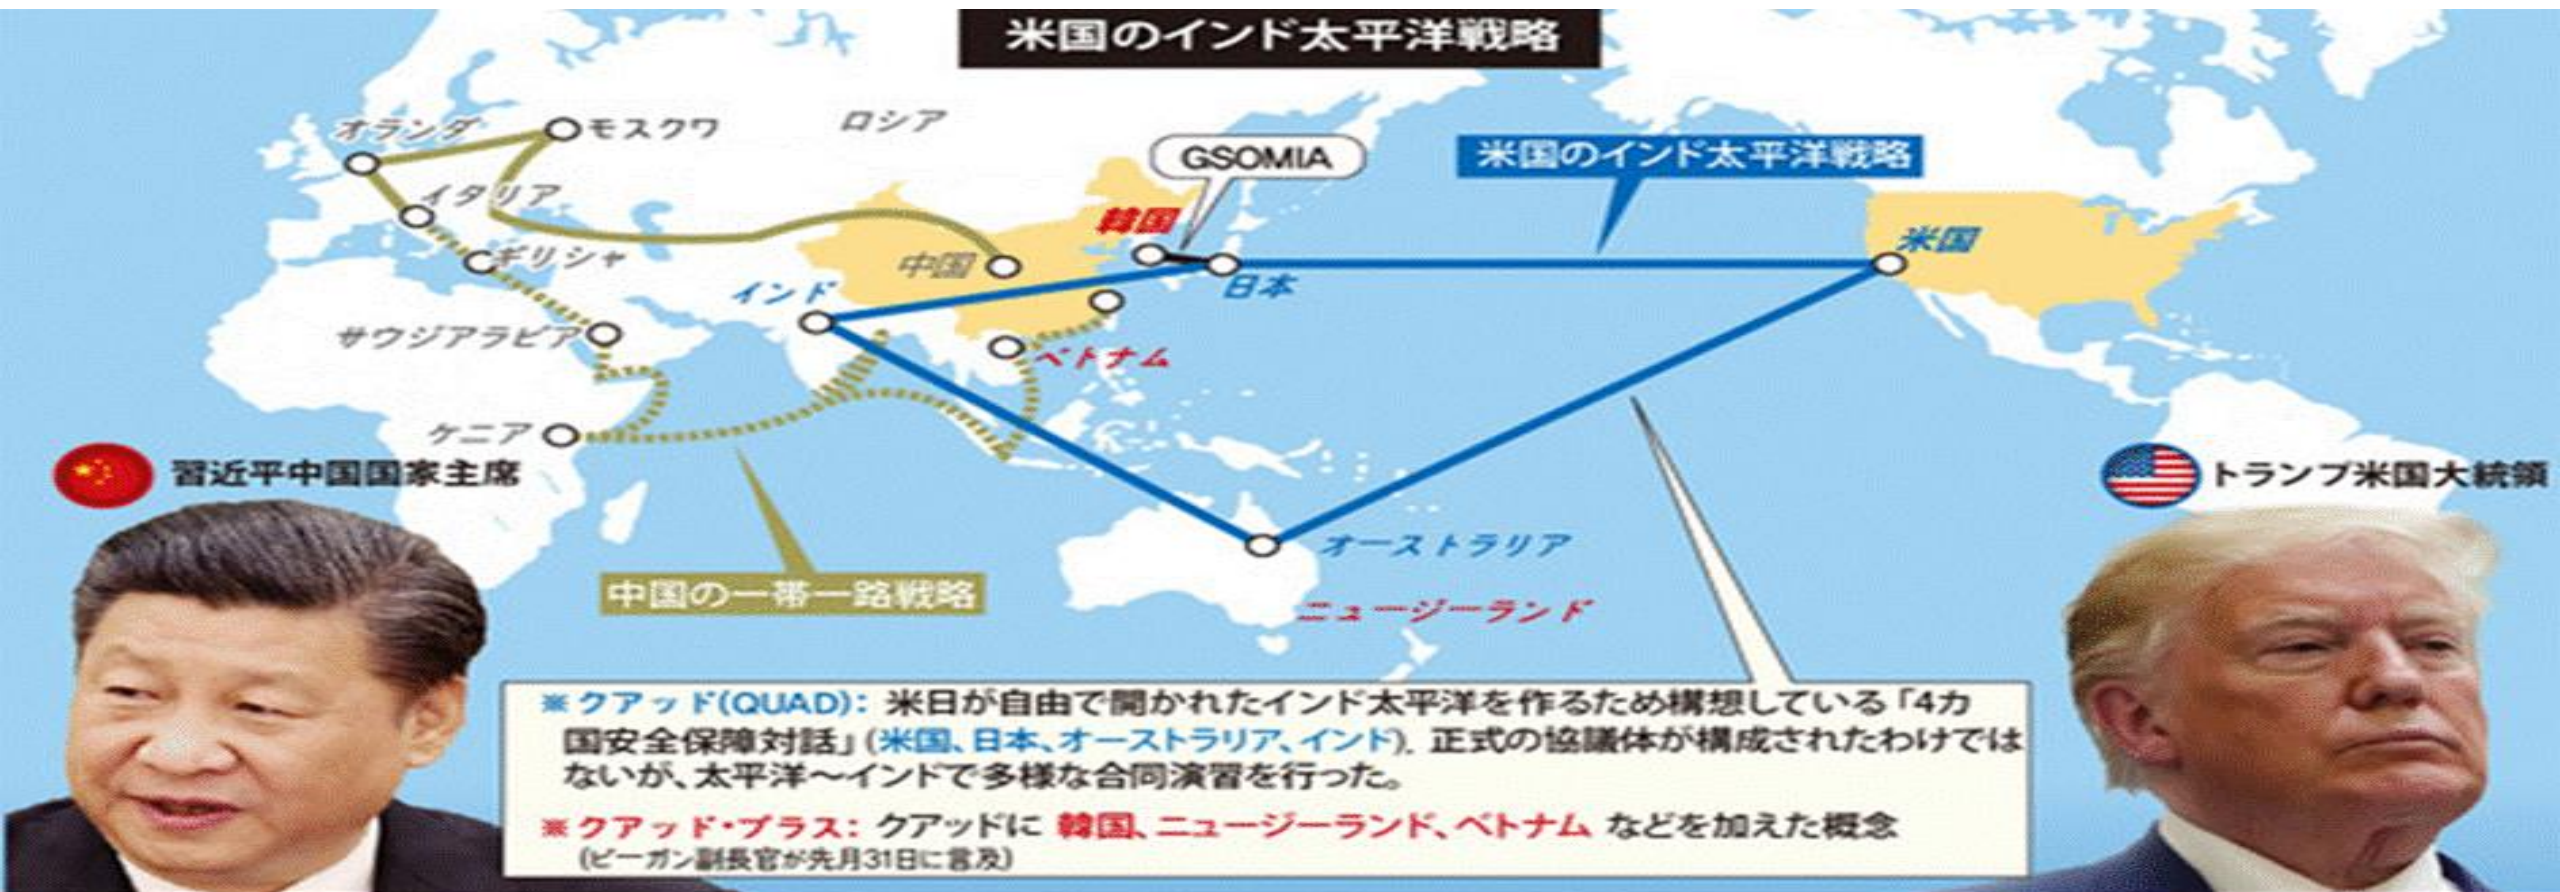 米国のインド太平洋戦略
オランダ
モスクワ
ロシア
GSOMIA
米国のインド太平洋戦略
イタリア
韓国
米国
ギリシャ
中国
日本
インド
サウジアラビア
ベトナム
ケニア
習近平中国国家主席
トランプ米国大統領
オーストラリア
中国の一帯一路戦略
ニュージーランド
※クアッド(QUAD): 米日が自由で開かれたインド太平洋を作るため構想している「4カ
国安全保障対話」(米国、日本、オーストラリア、インド). 正式の協議体が構成されたわけでは
ないが、太平洋～インドで多様な合同演習を行った。
※クアッド・プラス: クアッドに 韓国、ニュージーランド、ベトナム などを加えた概念
(ビーガン副長官が先月31日に言及)